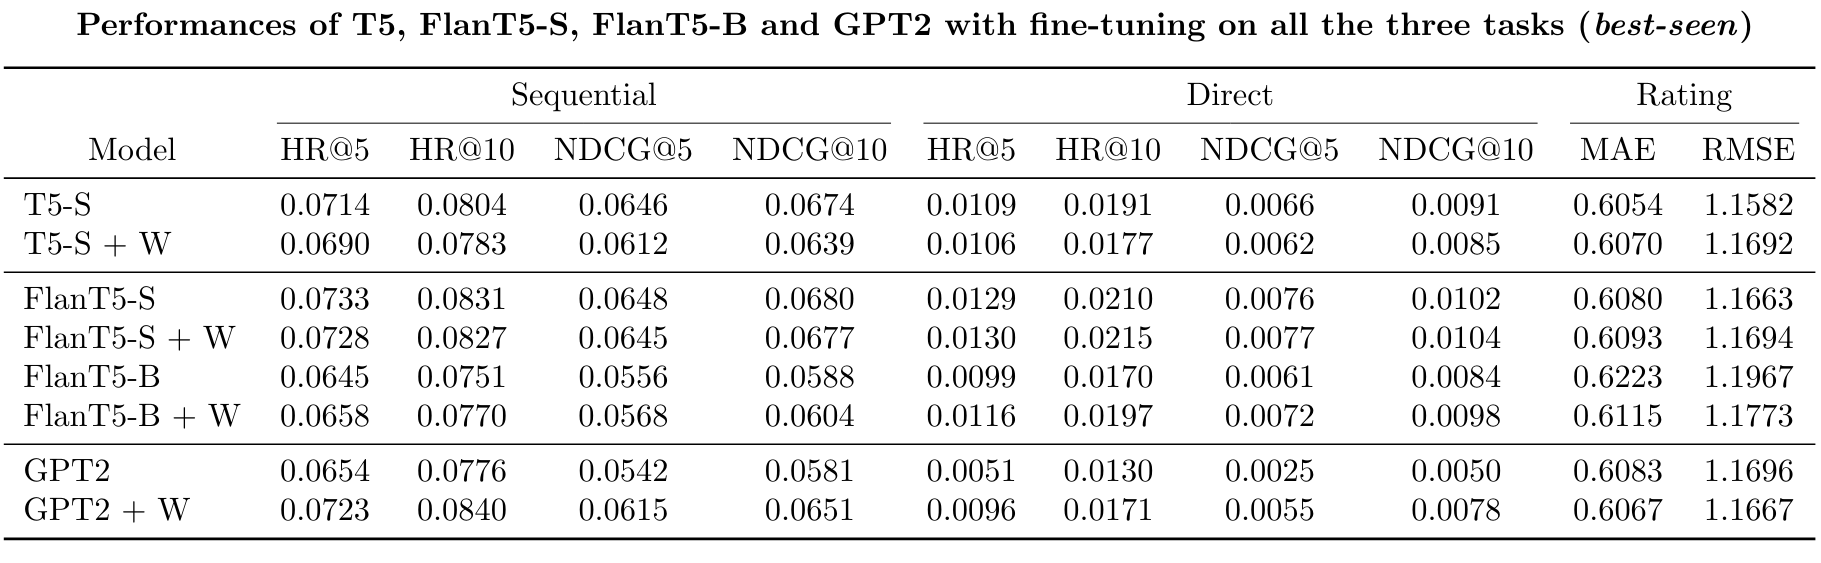 Performances of T5, FlanT5-S, FlanT5-B and GPT2 with fine-tuning on all the three tasks (best-seen)
Sequential Direct Rating
Model HR@5 HR@10 NDCG@5 NDCG@10 HR@5 HR@10 NDCG@5 NDCG@10 MAE RMSE
T5-S 0.0714 0.0804 0.0646 0.0674 0.0109 0.0191 0.0066 0.0091 0.6054 1.1582
T5-S + W 0.0690 0.0783 0.0612 0.0639 0.0106 0.0177 0.0062 0.0085 0.6070 1.1692
FlanT5-S 0.0733 0.0831 0.0648 0.0680 0.0129 0.0210 0.0076 0.0102 0.6080 1.1663
FlanT5-S + W 0.0728 0.0827 0.0645 0.0677 0.0130 0.0215 0.0077 0.0104 0.6093 1.1694
FlanT5-B 0.0645 0.0751 0.0556 0.0588 0.0099 0.0170 0.0061 0.0084 0.6223 1.1967
FlanT5-B + W 0.0658 0.0770 0.0568 0.0604 0.0116 0.0197 0.0072 0.0098 0.6115 1.1773
GPT2 0.0654 0.0776 0.0542 0.0581 0.0051 0.0130 0.0025 0.0050 0.6083 1.1696
GPT2 + W 0.0723 0.0840 0.0615 0.0651 0.0096 0.0171 0.0055 0.0078 0.6067 1.1667